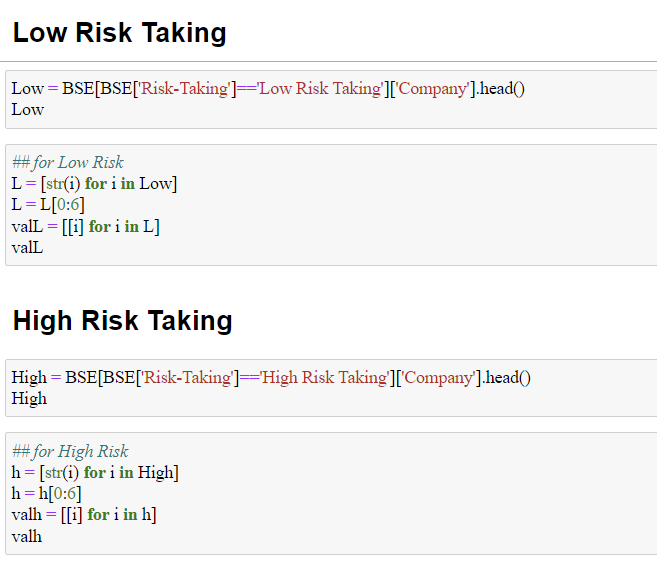 Low Risk Taking
Low = BSE[BSE['Risk-Taking']=='Low Risk Taking']['Company'].head()
Low
## for Low Risk
L = [str(i) for i in Low]
L = L[0:6]
valL = [[i] for i in L]
valL
High Risk Taking
High = BSE[BSE['Risk-Taking']=='High Risk Taking']['Company'].head()
High
## for High Risk
h = [str(i) for i in High]
h = h[0:6]
valh = [[i] for i in h]
valh